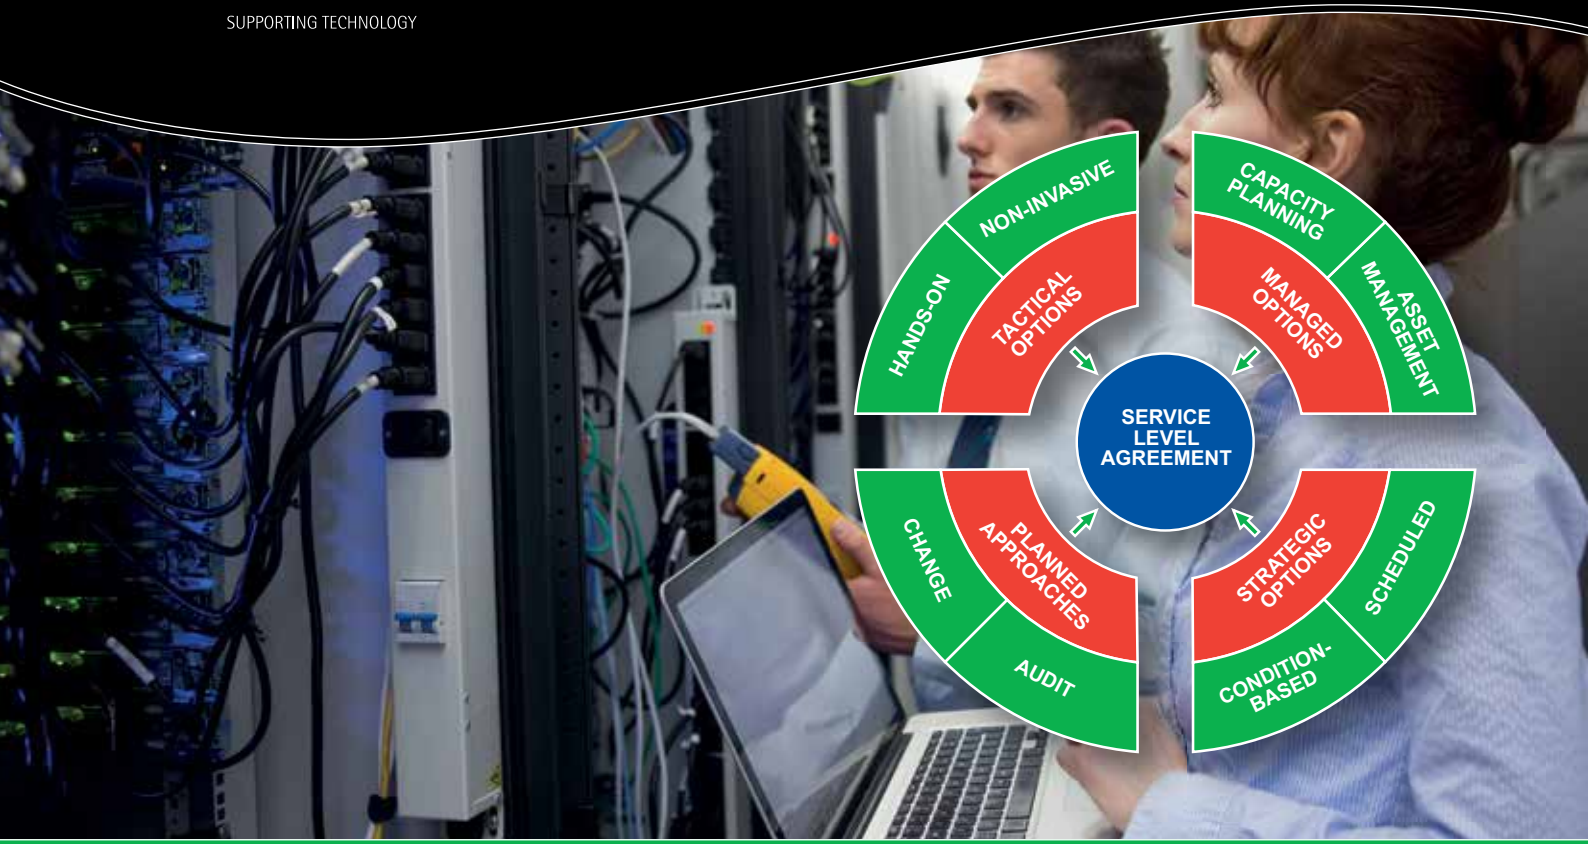 SUPPORTING TECHNOLOGY
NON-INVASIVE
HANDS-ON
TACTICAL
OPTIONS
CAPACITY
PLANNING
ASSET
MANAGEMENT
MANAGED
OPTIONS
SERVICE
LEVEL
AGREEMENT
CHANGE
AUDIT
PLANNED
APPROACHES
STRATEGIC
OPTIONS
SCHEDULED
CONDITION-
BASED